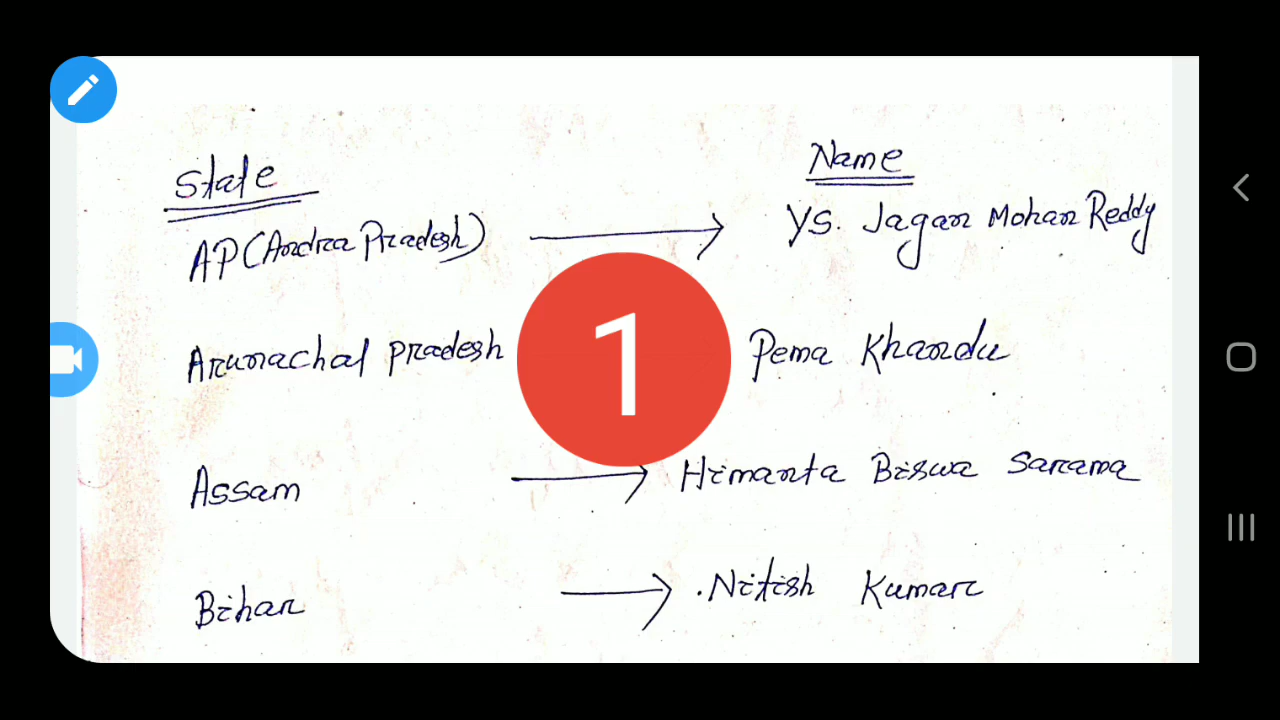 State Name
AP (Andra Pradesh) YS. Jagan Mohan Reddy
1
Arunachal pradesh Pema Khandu
Assam Himanta Biswa Sarama
Bihar .Nitish Kumar